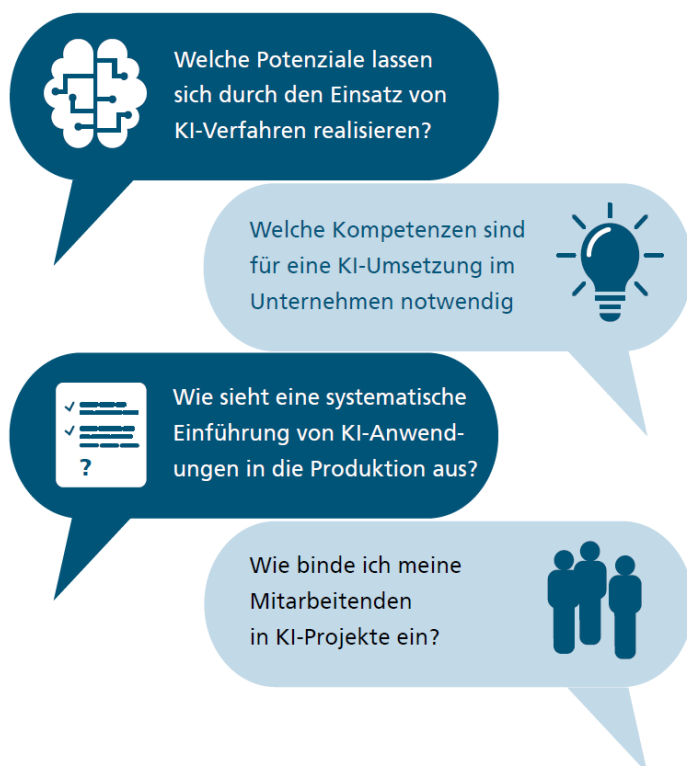 Welche Potenziale lassen
sich durch den Einsatz von
KI-Verfahren realisieren?
Welche Kompetenzen sind
für eine KI-Umsetzung im
Unternehmen notwendig
Wie sieht eine systematische
Einführung von KI-Anwend-
ungen in die Produktion aus?
?
Wie binde ich meine
Mitarbeitenden
in KI-Projekte ein?